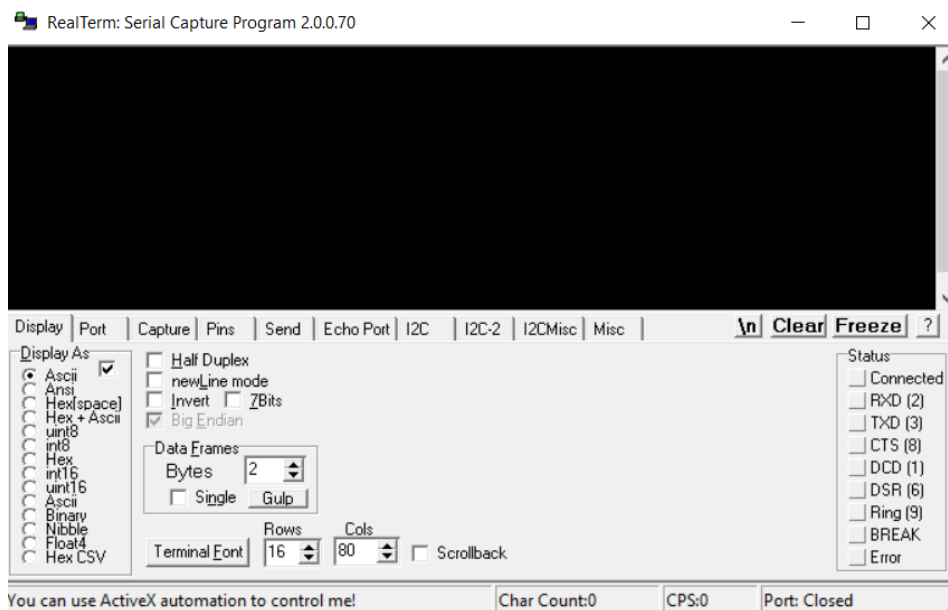 RealTerm: Serial Capture Program 2.0.0.70
Display Port Capture Pins Send Echo Port I2C I2C-2 I2CMisc Misc \n Clear Freeze ?
Display As
Ascii
Ansi
Hex[space]
Hex + Ascii
uint8
int8
Hex
int16
uint16
Ascii
Binary
Nibble
Float4
Hex CSV
Half Duplex
newLine mode
Invert 7Bits
Big Endian
Data Frames
Bytes 2
Single Gulp
Rows Cols
Terminal Font 16 80 Scrollback
Status
Connected
RXD (2)
TXD (3)
CTS (8)
DCD (1)
DSR (6)
Ring (9)
BREAK
Error
You can use ActiveX automation to control me! Char Count:0 CPS:0 Port: Closed